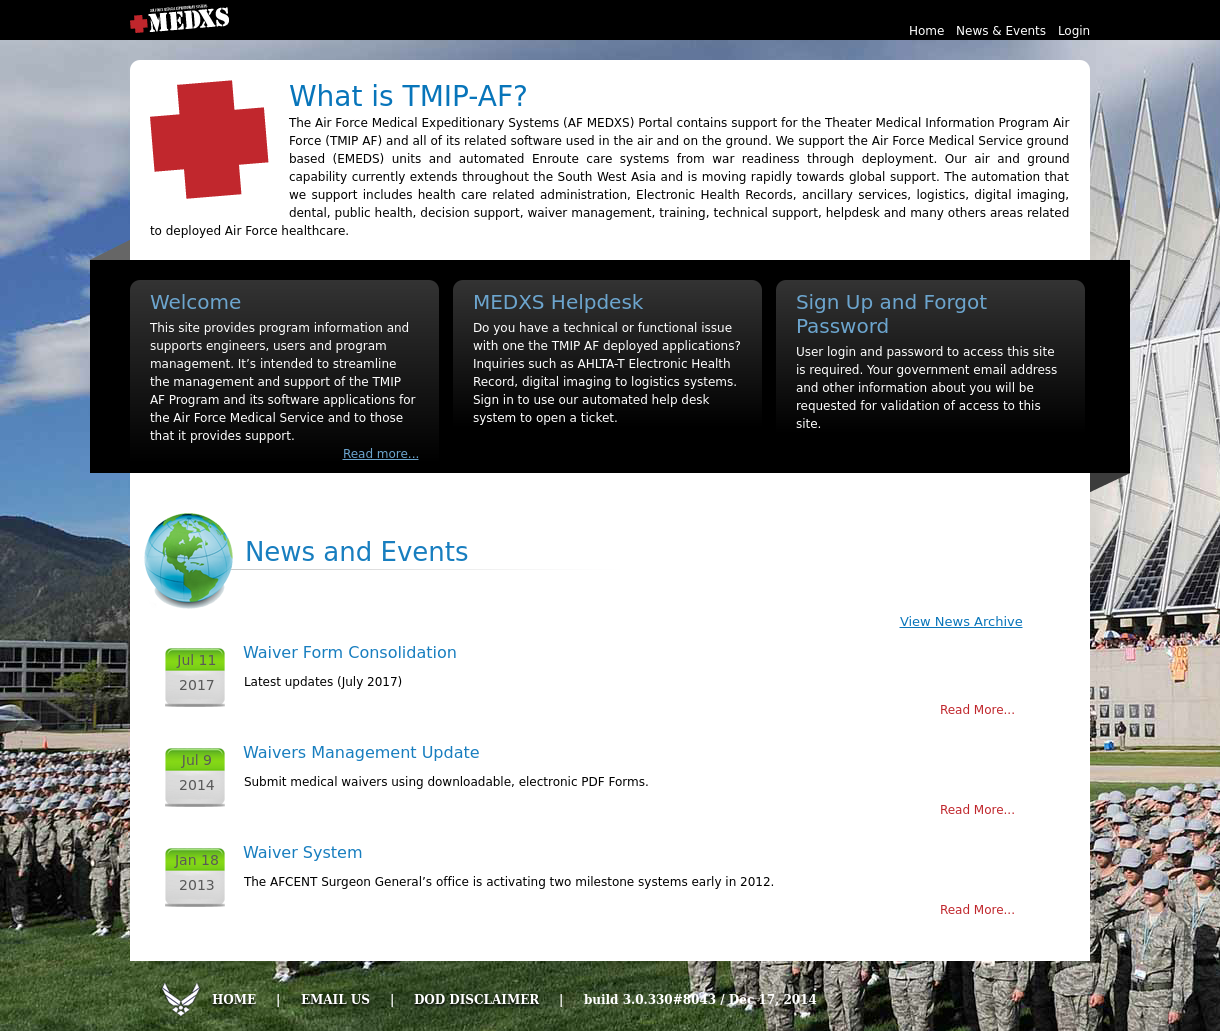 MEDXS
Home News & Events Login
What is TMIP-AF?
The Air Force Medical Expeditionary Systems (AF MEDXS) Portal contains support for the Theater Medical Information Program Air
Force (TMIP AF) and all of its related software used in the air and on the ground. We support the Air Force Medical Service ground
based (EMEDS) units and automated Enroute care systems from war readiness through deployment. Our air and ground
capability currently extends throughout the South West Asia and is moving rapidly towards global support. The automation that
we support includes health care related administration, Electronic Health Records, ancillary services, logistics, digital imaging,
dental, public health, decision support, waiver management, training, technical support, helpdesk and many others areas related
to deployed Air Force healthcare.
Welcome
This site provides program information and
supports engineers, users and program
management. It’s intended to streamline
the management and support of the TMIP
AF Program and its software applications for
the Air Force Medical Service and to those
that it provides support.
Read more...
MEDXS Helpdesk
Do you have a technical or functional issue
with one the TMIP AF deployed applications?
Inquiries such as AHLTA-T Electronic Health
Record, digital imaging to logistics systems.
Sign in to use our automated help desk
system to open a ticket.
Sign Up and Forgot
Password
User login and password to access this site
is required. Your government email address
and other information about you will be
requested for validation of access to this
site.
News and Events
View News Archive
Jul 11
2017
Waiver Form Consolidation
Latest updates (July 2017)
Read More...
Jul 9
2014
Waivers Management Update
Submit medical waivers using downloadable, electronic PDF Forms.
Read More...
Jan 18
2013
Waiver System
The AFCENT Surgeon General’s office is activating two milestone systems early in 2012.
Read More...
HOME | EMAIL US | DOD DISCLAIMER | build 3.0.330#8043 / Dec 17, 2014